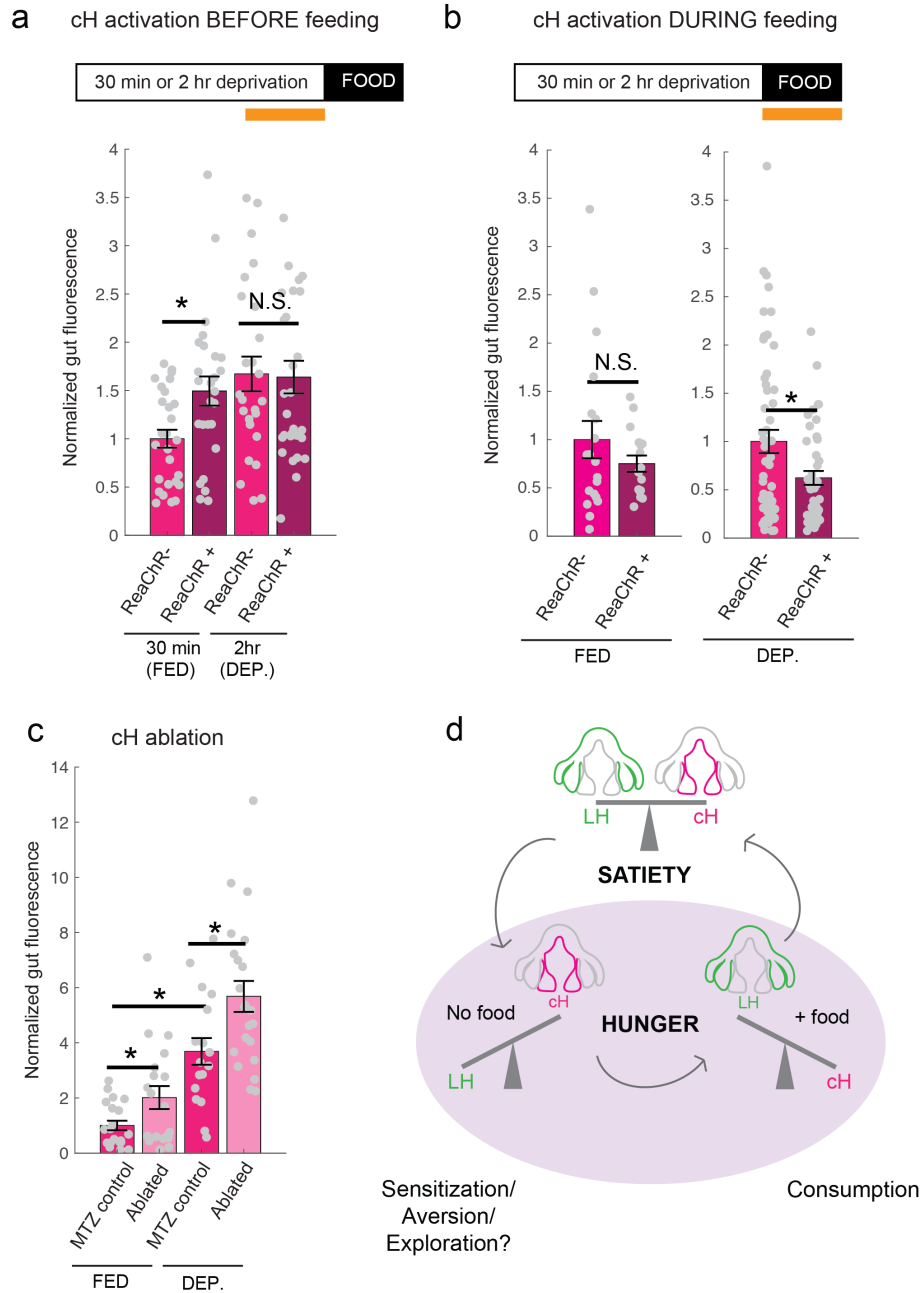 a
cH activation BEFORE feeding
30 min or 2 hr deprivation
FOOD
Normalized gut fluorescence
4
3.5
3
2.5
2
1.5
1
0.5
0
*
N.S.
ReaChR-
ReaChR +
ReaChR-
ReaChR +
30 min
(FED)
2hr
(DEP.)
b
cH activation DURING feeding
30 min or 2 hr deprivation
FOOD
Normalized gut fluorescence
4
3.5
3
2.5
2
1.5
1
0.5
0
N.S.
ReaChR-
ReaChR +
FED
4
3.5
3
2.5
2
1.5
1
0.5
0
*
ReaChR-
ReaChR +
DEP.
c
cH ablation
Normalized gut fluorescence
14
12
10
8
6
4
2
0
*
*
*
MTZ control
Ablated
MTZ control
Ablated
FED
DEP.
d
LH
cH
SATIETY
cH
No food
LH
HUNGER
LH
+ food
cH
Sensitization/
Aversion/
Exploration?
Consumption